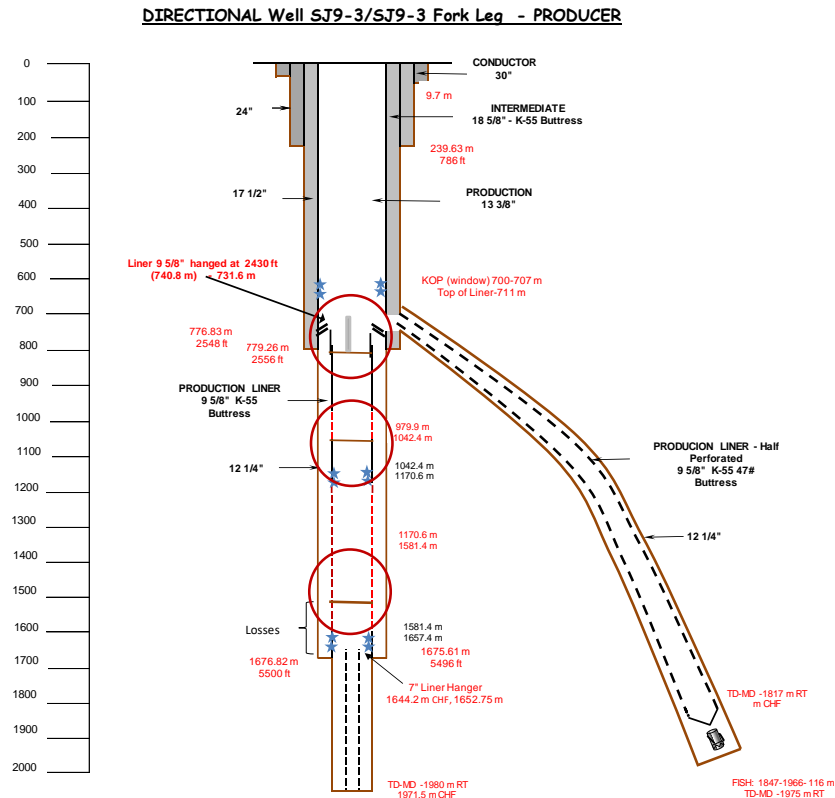 DIRECTIONAL Well SJ9-3/SJ9-3 Fork Leg - PRODUCER
0
100
200
300
400
500
600
700
800
900
1000
1100
1200
1300
1400
1500
1600
1700
1800
1900
2000
CONDUCTOR
30"
9.7 m
24"
INTERMEDIATE
18 5/8" - K-55 Buttress
239.63 m
786 ft
17 1/2"
PRODUCTION
13 3/8"
Liner 9 5/8" hanged at 2430 ft
(740.8 m) - 731.6 m
KOP (window) 700-707 m
Top of Liner-711 m
776.83 m
2548 ft
779.26 m
2556 ft
PRODUCTION LINER
9 5/8" K-55
Buttress
979.9 m
1042.4 m
12 1/4"
1042.4 m
1170.6 m
PRODUCION LINER - Half
Perforated
9 5/8" K-55 47#
Buttress
1170.6 m
1581.4 m
12 1/4"
Losses
1581.4 m
1657.4 m
1676.82 m
5500 ft
1675.61 m
5496 ft
7" Liner Hanger
1644.2 m CHF, 1652.75 m
TD-MD -1817 m RT
m CHF
TD-MD -1980 m RT
1971.5 m CHF
FISH: 1847-1966- 116 m
TD-MD -1975 m RT